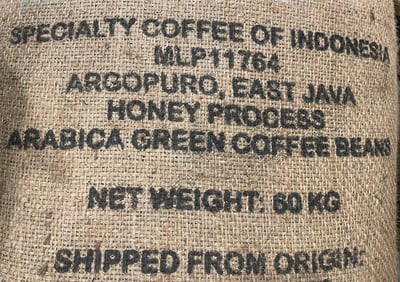 SPECIALTY COFFEE OF INDONESIA
MLP11764
ARGOPURO, EAST JAVA
HONEY PROCESS
ARABICA GREEN COFFEE BEANS
NET WEIGHT: 60 KG
SHIPPED FROM ORIGIN: